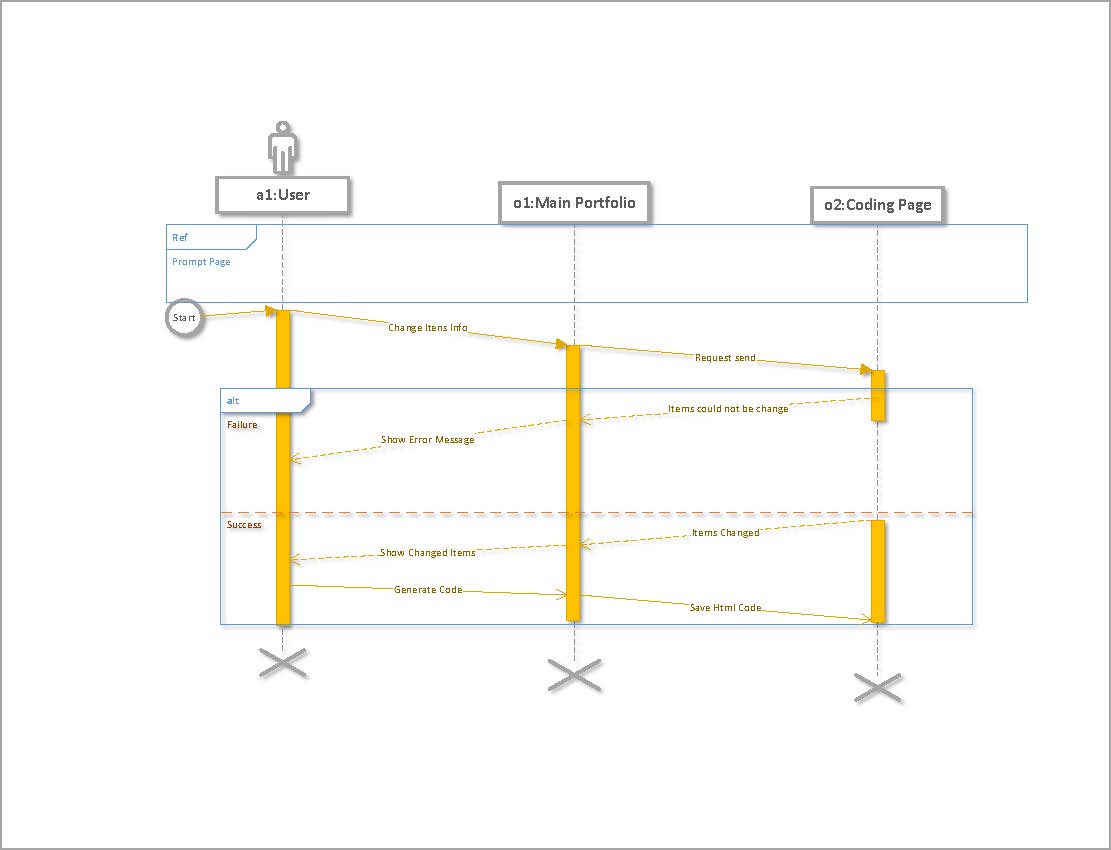 a1:User
o1:Main Portfolio
o2:Coding Page
Ref
Prompt Page
Start
Change Itens Info
Request send
alt
Items could not be change
Failure
Show Error Message
Success
Items Changed
Show Changed Items
Generate Code
Save Html Code